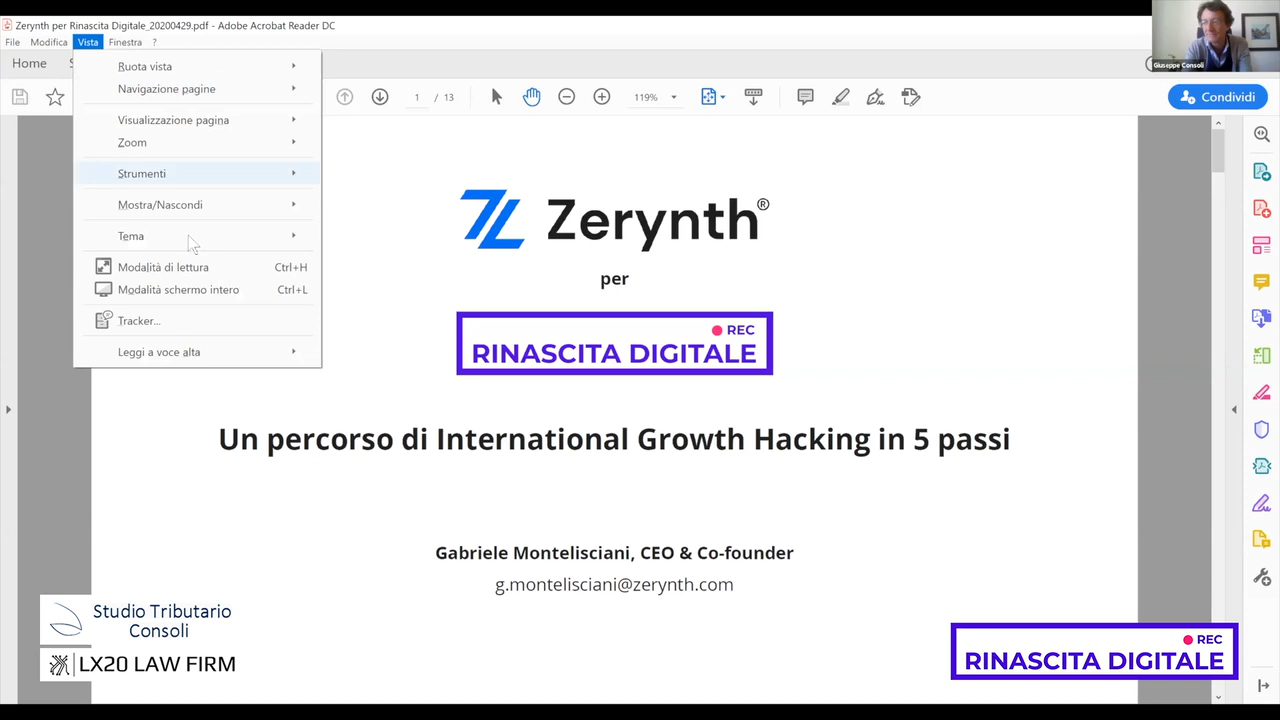 Zerynth per Rinascita Digitale_20200429.pdf - Adobe Acrobat Reader DC
File Modifica Vista Finestra ?
Giuseppe Consoli
Home
Ruota vista
Navigazione pagine
1 / 13
119%
Condividi
Visualizzazione pagina
Zoom
Strumenti
Mostra/Nascondi
Tema
Modalità di lettura Ctrl+H
Modalità schermo intero Ctrl+L
Tracker...
Leggi a voce alta
Zerynth®
per
REC
RINASCITA DIGITALE
Un percorso di International Growth Hacking in 5 passi
Gabriele Montelisciani, CEO & Co-founder
g.montelisciani@zerynth.com
Studio Tributario
Consoli
LX20 LAW FIRM
REC
RINASCITA DIGITALE